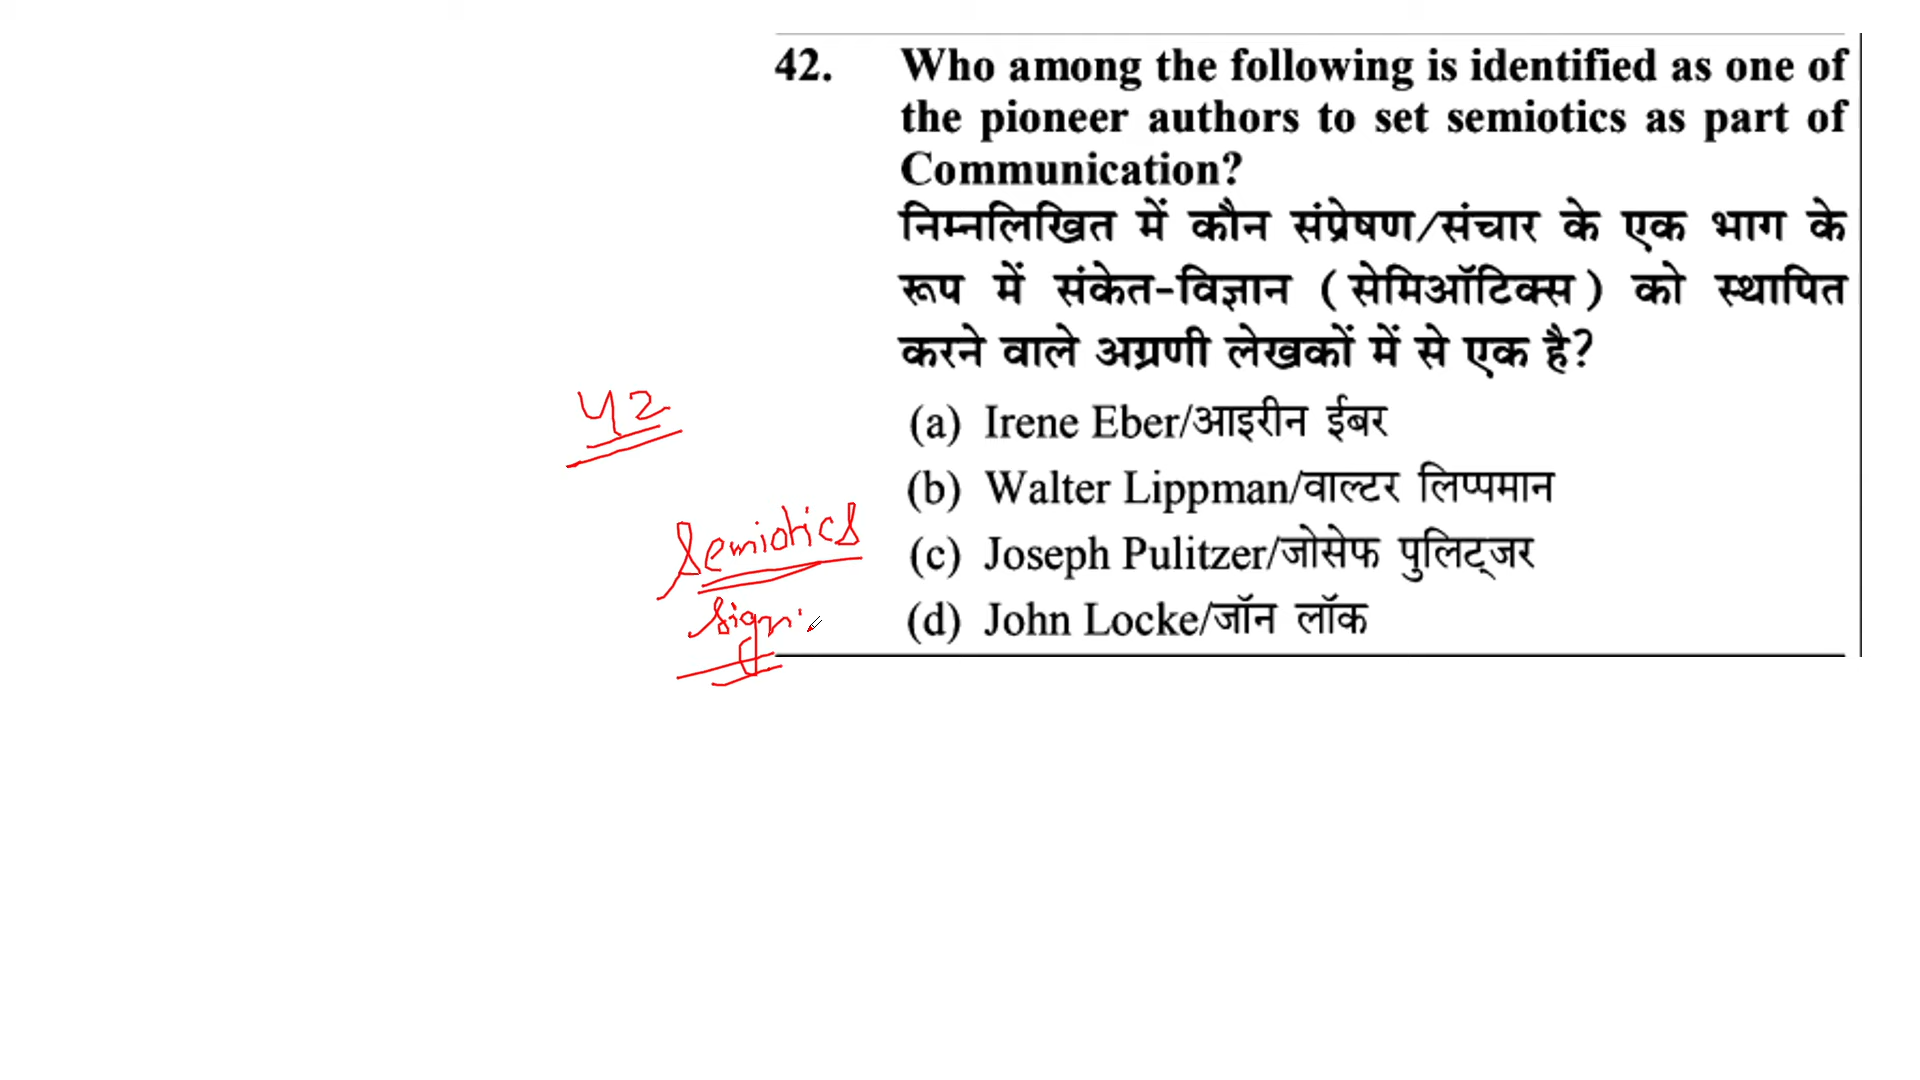 42. Who among the following is identified as one of
the pioneer authors to set semiotics as part of
Communication?
निम्नलिखित में कौन संप्रेषण/संचार के एक भाग के
रूप में संकेत-विज्ञान (सेमिऑटिक्स) को स्थापित
करने वाले अग्रणी लेखकों में से एक है?
(a) Irene Eber/आइरीन ईबर
(b) Walter Lippman/वाल्टर लिप्पमान
(c) Joseph Pulitzer/जोसेफ पुलिट्जर
(d) John Locke/जॉन लॉक
42
Semiotics
sign